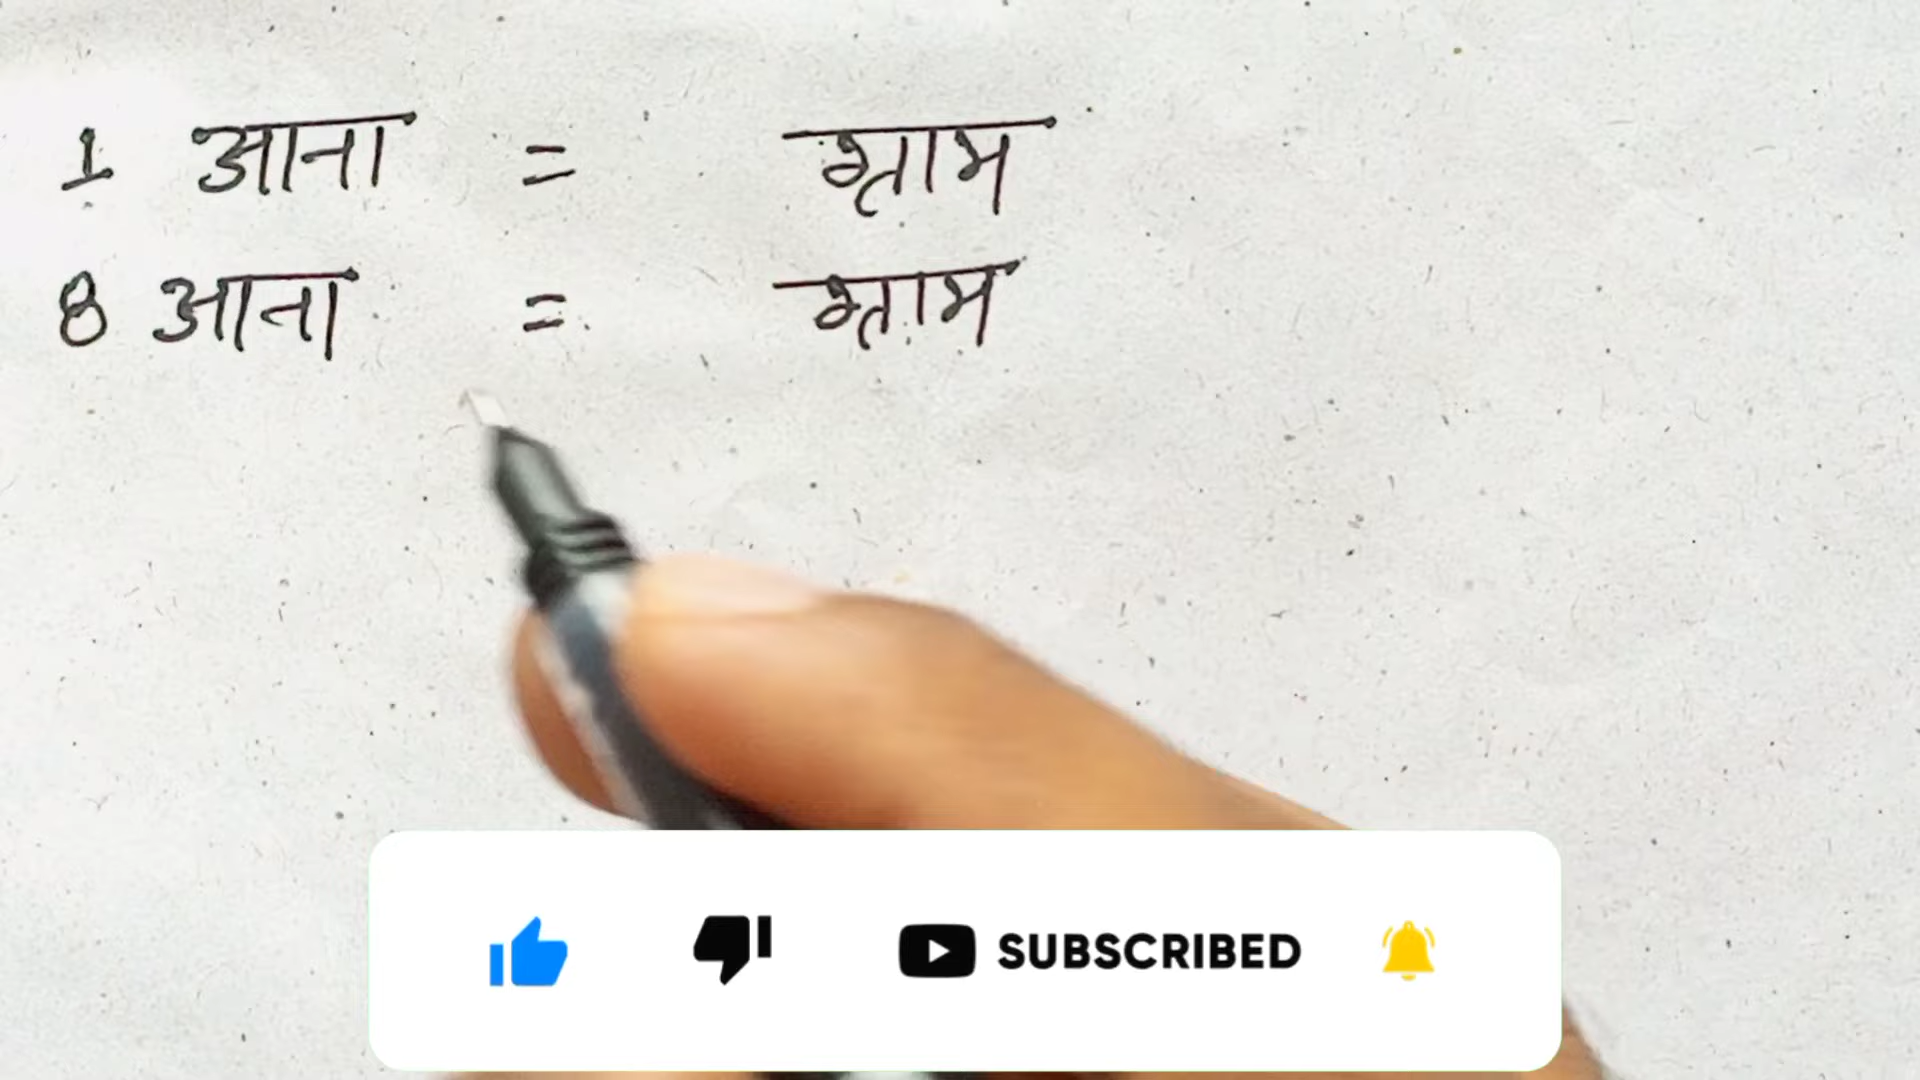 1 आना = ग्राम
8 आना = ग्राम
SUBSCRIBED